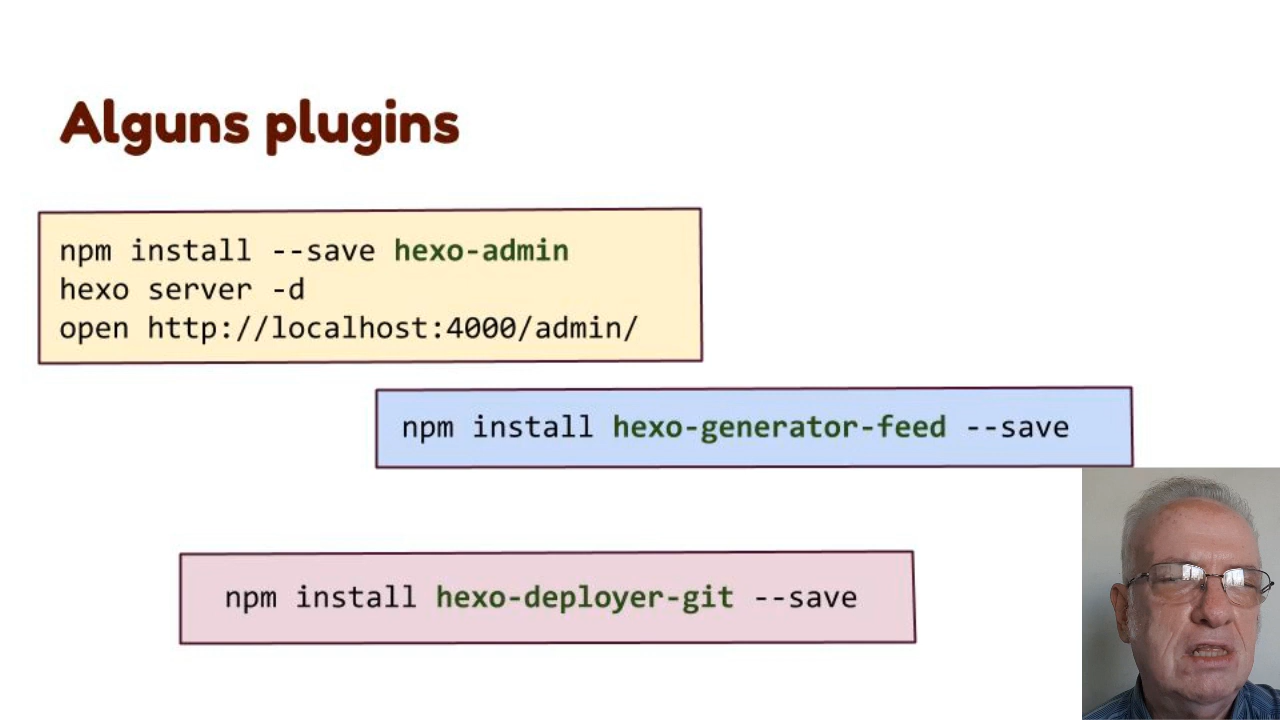 Alguns plugins
npm install --save hexo-admin
hexo server -d
open http://localhost:4000/admin/
npm install hexo-generator-feed --save
npm install hexo-deployer-git --save